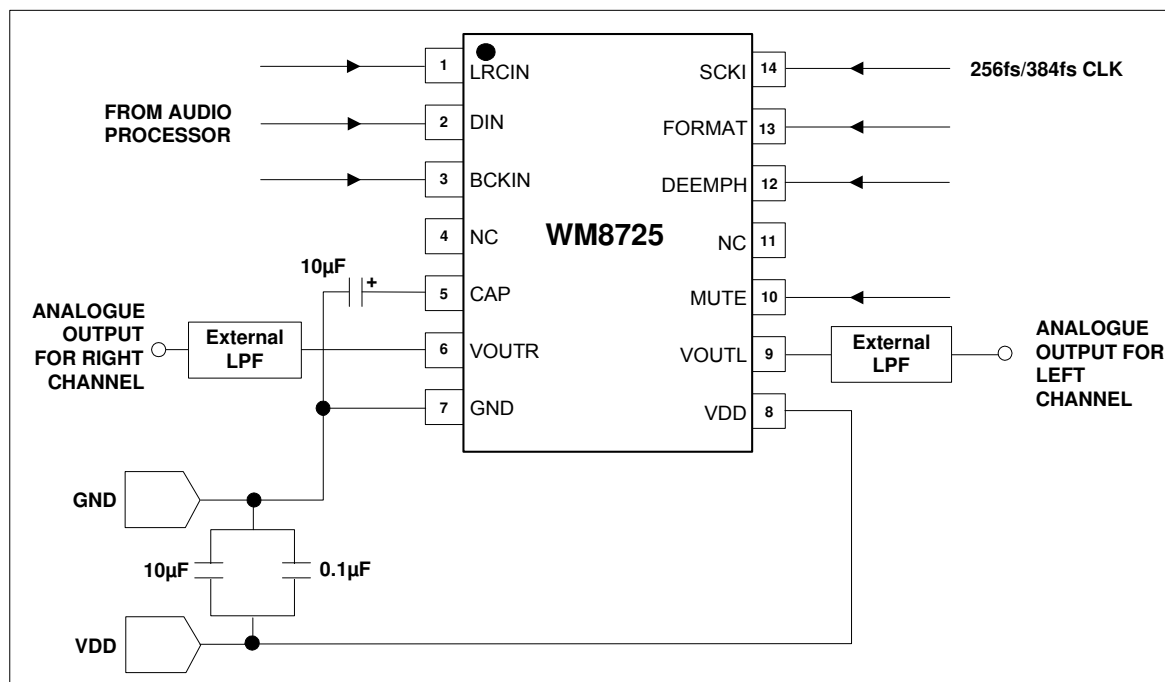 1
LRCIN
SCKI
14
256fs/384fs CLK
FROM AUDIO
PROCESSOR
2
DIN
FORMAT
13
3
BCKIN
DEEMPH
12
4
NC
WM8725
NC
11
10µF
+
5
CAP
MUTE
10
ANALOGUE
OUTPUT
FOR RIGHT
CHANNEL
External
LPF
6
VOUTR
VOUTL
9
External
LPF
ANALOGUE
OUTPUT FOR
LEFT
CHANNEL
7
GND
VDD
8
GND
10µF
0.1µF
VDD